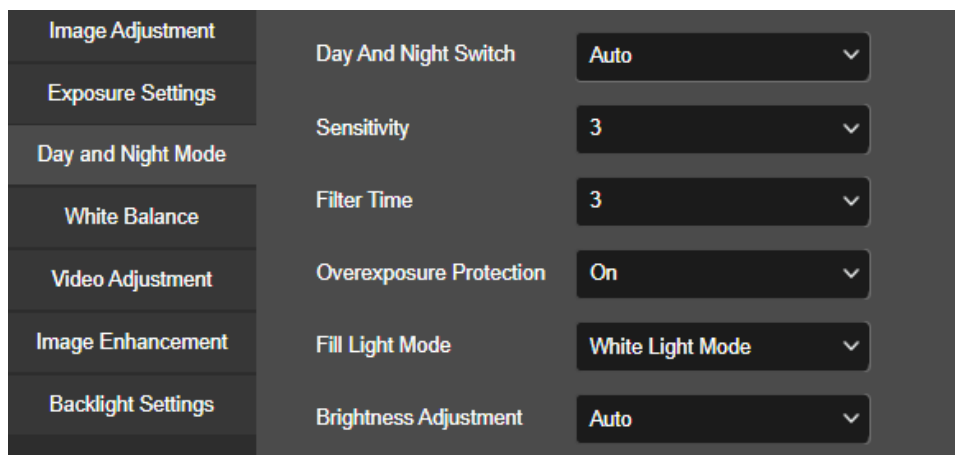 Image Adjustment
Exposure Settings
Day and Night Mode
White Balance
Video Adjustment
Image Enhancement
Backlight Settings
Day And Night Switch Auto
Sensitivity 3
Filter Time 3
Overexposure Protection On
Fill Light Mode White Light Mode
Brightness Adjustment Auto